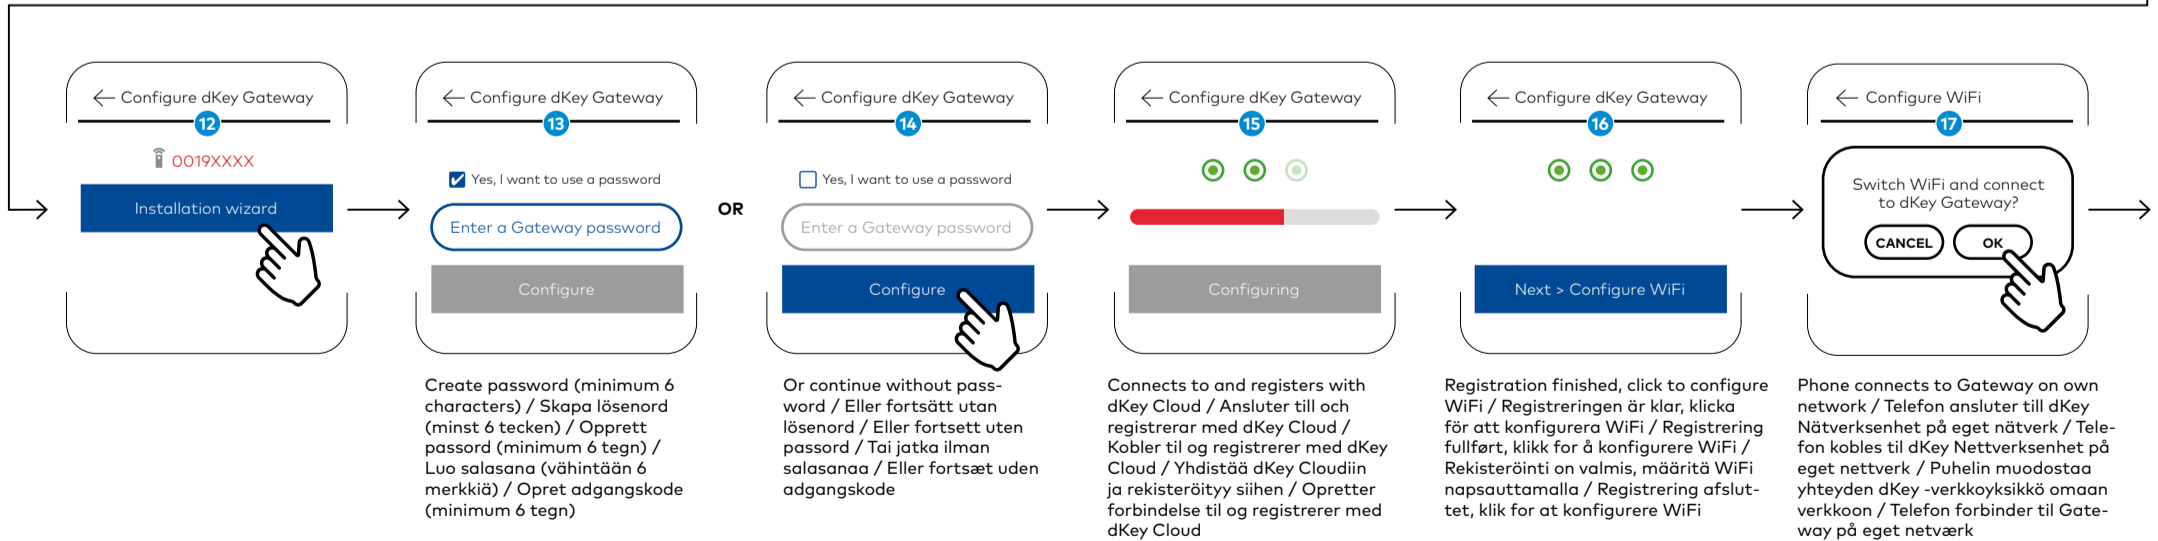 ← Configure dKey Gateway
12
0019XXXX
Installation wizard
← Configure dKey Gateway
13
Yes, I want to use a password
Enter a Gateway password
Configure
Create password (minimum 6
characters) / Skapa lösenord
(minst 6 tecken) / Opprett
passord (minimum 6 tegn) /
Luo salasana (vähintään 6
merkkiä) / Opret adgangskode
(minimum 6 tegn)
OR
← Configure dKey Gateway
14
Yes, I want to use a password
Enter a Gateway password
Configure
Or continue without pass-
word / Eller fortsätt utan
lösenord / Eller fortsett uten
passord / Tai jatka ilman
salasanaa / Eller fortsæt uden
adgangskode
← Configure dKey Gateway
15
Configuring
Connects to and registers with
dKey Cloud / Ansluter till och
registrerar med dKey Cloud /
Kobler til og registrerer med dKey
Cloud / Yhdistää dKey Cloudiin
ja rekisteröityy siihen / Opretter
forbindelse til og registrerer med
dKey Cloud
← Configure dKey Gateway
16
Next > Configure WiFi
Registration finished, click to configure
WiFi / Registreringen är klar, klicka
för att konfigurera WiFi / Registrering
fullført, klikk for å konfigurere WiFi /
Rekisteröinti on valmis, määritä WiFi
napsauttamalla / Registrering afslut-
tet, klik for at konfigurere WiFi
← Configure WiFi
17
Switch WiFi and connect
to dKey Gateway?
CANCEL OK
Phone connects to Gateway on own
network / Telefon ansluter till dKey
Nätverksenhet på eget nätverk / Tele-
fon kobles til dKey Nettverksenhet på
eget nettverk / Puhelin muodostaa
yhteyden dKey -verkkoyksikkö omaan
verkkoon / Telefon forbinder til Gate-
way på eget netværk